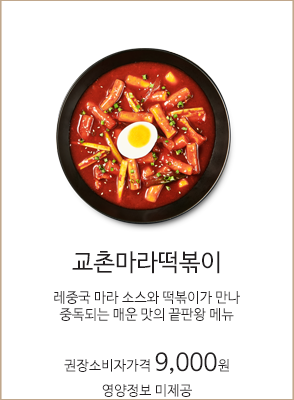 교촌마라떡볶이
레중국 마라 소스와 떡볶이가 만나
중독되는 매운 맛의 끝판왕 메뉴
권장소비자가격 9,000원
영양정보 미제공